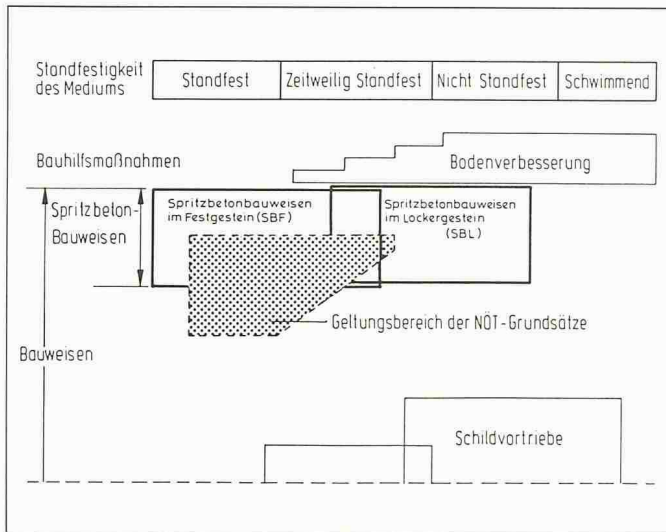 Standfestigkeit
des Mediums
Standfest
Zeitweilig Standfest
Nicht Standfest
Schwimmend
Bauhilfsmaßnahmen
Bodenverbesserung
Spritzbeton-
Bauweisen
Spritzbetonbauweisen
im Festgestein (SBF)
Spritzbetonbauweisen
im Lockergestein
(SBL)
Geltungsbereich der NÖT-Grundsätze
Bauweisen
Schildvortriebe